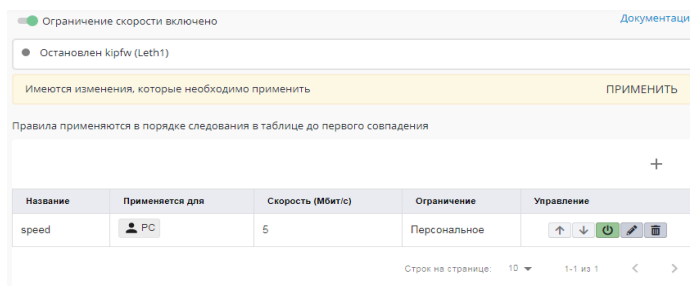 Ограничение скорости включено
Документаци
Остановлен kipfw (Leth1)
Имеются изменения, которые необходимо применить
ПРИМЕНИТЬ
Правила применяются в порядке следования в таблице до первого совпадения
Название Применяется для Скорость (Мбит/с) Ограничение Управление
speed PC 5 Персональное
Строк на странице: 10 1-1 из 1